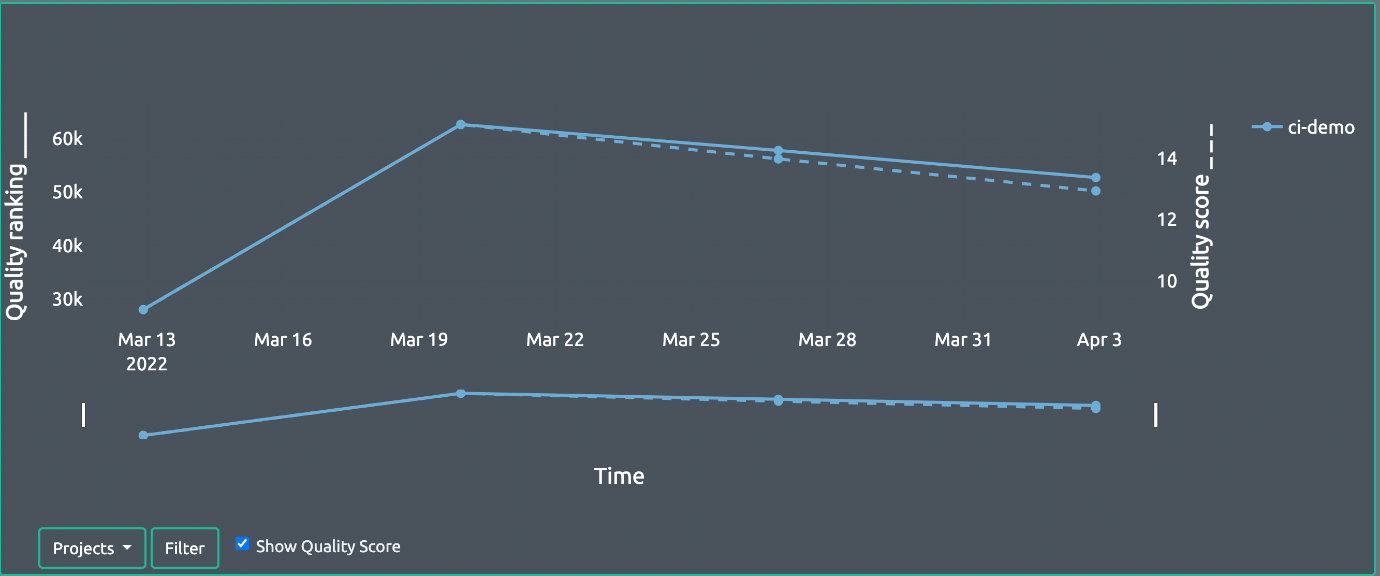 60k
50k
40k
30k
Quality ranking
14
12
10
Quality score
ci-demo
Mar 13 Mar 16 Mar 19 Mar 22 Mar 25 Mar 28 Mar 31 Apr 3
2022
Time
Projects Filter Show Quality Score